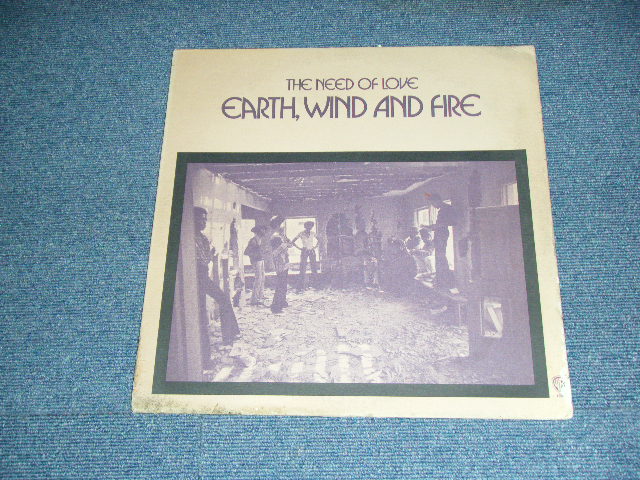 THE NEED OF LOVE
EARTH, WIND AND FIRE